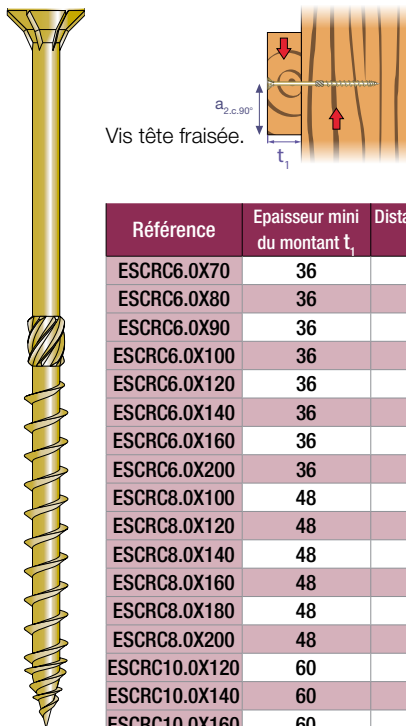 Vis tête fraisée.
a2.c.90°
t1
Référence Epaisseur mini du montant t1
ESCRC6.0X70 36
ESCRC6.0X80 36
ESCRC6.0X90 36
ESCRC6.0X100 36
ESCRC6.0X120 36
ESCRC6.0X140 36
ESCRC6.0X160 36
ESCRC6.0X200 36
ESCRC8.0X100 48
ESCRC8.0X120 48
ESCRC8.0X140 48
ESCRC8.0X160 48
ESCRC8.0X180 48
ESCRC8.0X200 48
ESCRC10.0X120 60
ESCRC10.0X140 60
ESCRC10.0X160 60